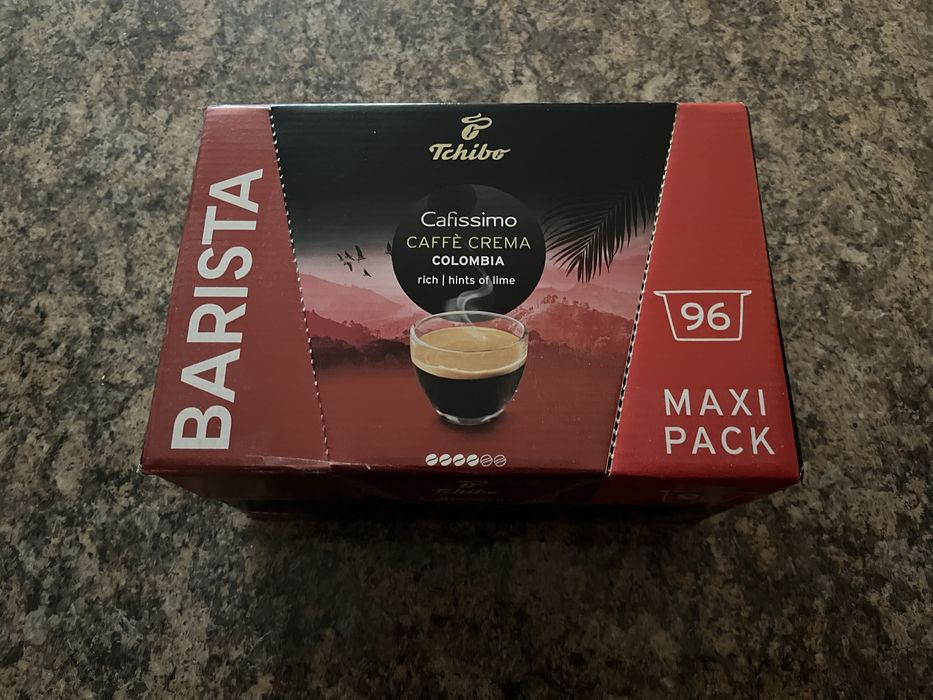 BARISTA
Tchibo
Cafissimo
CAFFÈ CREMA
COLOMBIA
rich | hints of lime
96
MAXI
PACK
Tchibo